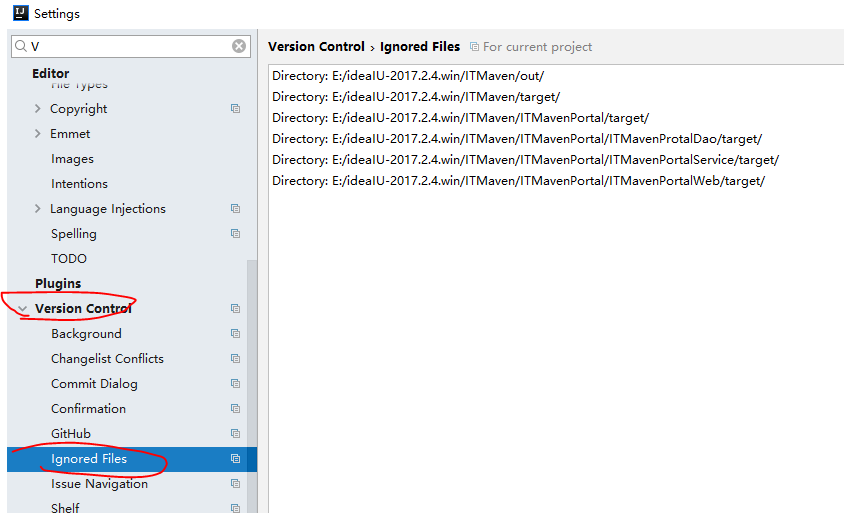 Settings
V
Editor
File Types
Copyright
Emmet
Images
Intentions
Language Injections
Spelling
TODO
Plugins
Version Control
Background
Changelist Conflicts
Commit Dialog
Confirmation
GitHub
Ignored Files
Issue Navigation
Shelf
Version Control › Ignored Files For current project
Directory: E:/ideaIU-2017.2.4.win/ITMaven/out/
Directory: E:/ideaIU-2017.2.4.win/ITMaven/target/
Directory: E:/ideaIU-2017.2.4.win/ITMaven/ITMavenPortal/target/
Directory: E:/ideaIU-2017.2.4.win/ITMaven/ITMavenPortal/ITMavenProtalDao/target/
Directory: E:/ideaIU-2017.2.4.win/ITMaven/ITMavenPortal/ITMavenPortalService/target/
Directory: E:/ideaIU-2017.2.4.win/ITMaven/ITMavenPortal/ITMavenPortalWeb/target/